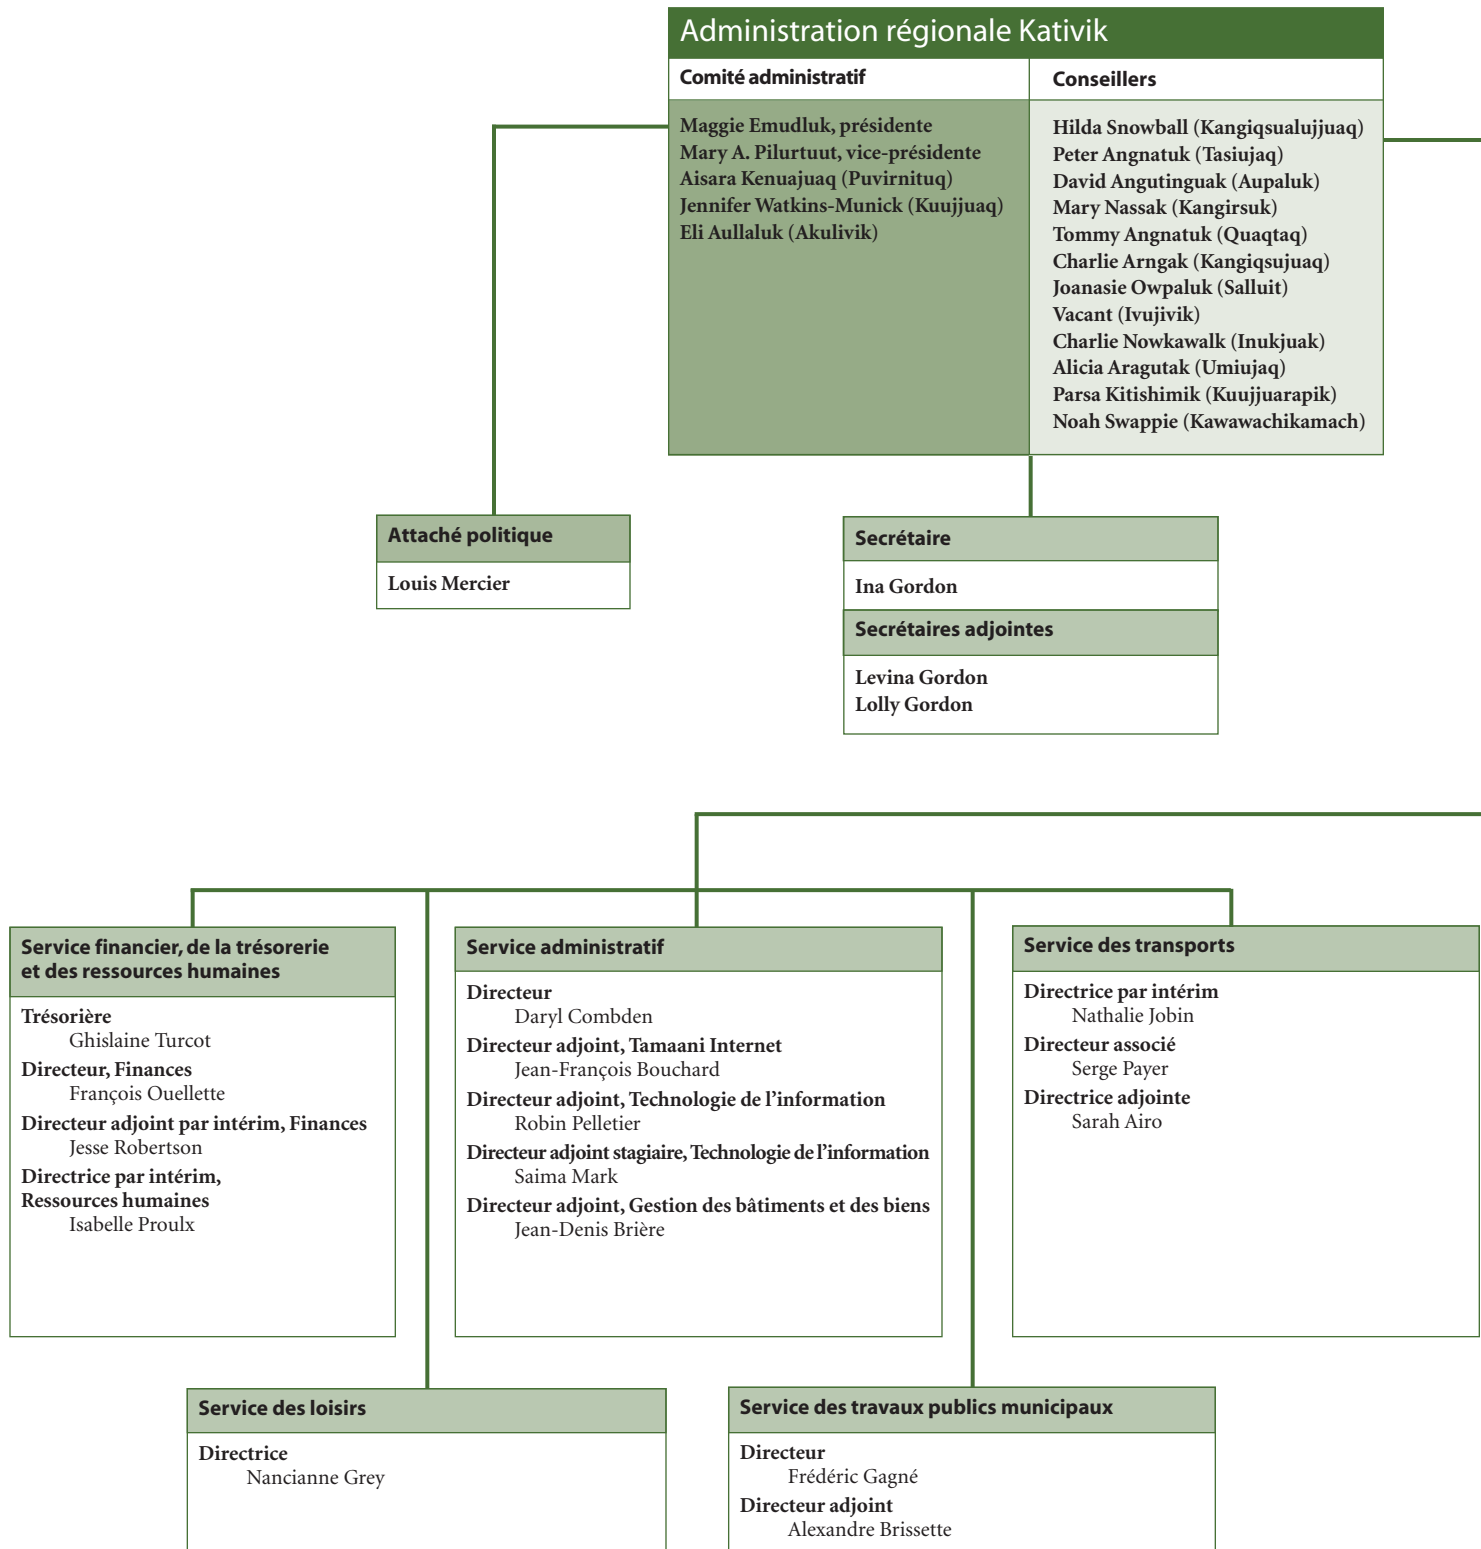 Administration régionale Kativik
Comité administratif
Maggie Emudluk, présidente
Mary A. Pilurtuut, vice-présidente
Aisara Kenuajuaq (Puvirnituq)
Jennifer Watkins-Munick (Kuujjuaq)
Eli Aullaluk (Akulivik)
Conseillers
Hilda Snowball (Kangiqsualujjuaq)
Peter Angnatuk (Tasiujaq)
David Angutinguak (Aupaluk)
Mary Nassak (Kangirsuk)
Tommy Angnatuk (Quaqtaq)
Charlie Arngak (Kangiqsujuaq)
Joanasie Owpaluk (Salluit)
Vacant (Ivujivik)
Charlie Nowkawalk (Inukjuak)
Alicia Aragutak (Umiujaq)
Parsa Kitishimik (Kuujjuarapik)
Noah Swappie (Kawawachikamach)
Attaché politique
Louis Mercier
Secrétaire
Ina Gordon
Secrétaires adjointes
Levina Gordon
Lolly Gordon
Service financier, de la trésorerie
et des ressources humaines
Trésorière
Ghislaine Turcot
Directeur, Finances
François Ouellette
Directeur adjoint par intérim, Finances
Jesse Robertson
Directrice par intérim,
Ressources humaines
Isabelle Proulx
Service administratif
Directeur
Daryl Combden
Directeur adjoint, Tamaani Internet
Jean-François Bouchard
Directeur adjoint, Technologie de l'information
Robin Pelletier
Directeur adjoint stagiaire, Technologie de l'information
Saima Mark
Directeur adjoint, Gestion des bâtiments et des biens
Jean-Denis Brière
Service des transports
Directrice par intérim
Nathalie Jobin
Directeur associé
Serge Payer
Directrice adjointe
Sarah Airo
Service des loisirs
Directrice
Nancianne Grey
Service des travaux publics municipaux
Directeur
Frédéric Gagné
Directeur adjoint
Alexandre Brissette